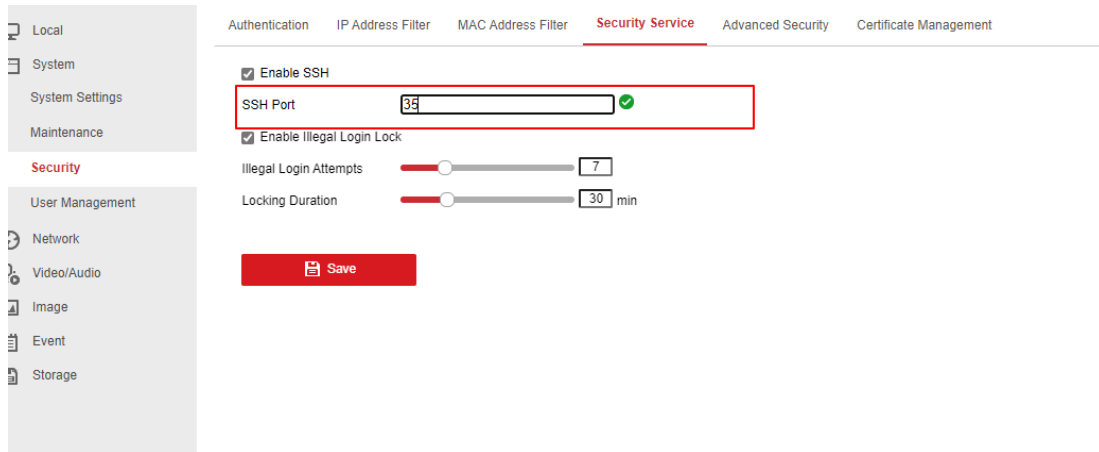 Local
System
System Settings
Maintenance
Security
User Management
Network
Video/Audio
Image
Event
Storage
Authentication IP Address Filter MAC Address Filter Security Service Advanced Security Certificate Management
Enable SSH
SSH Port 35
Enable Illegal Login Lock
Illegal Login Attempts 7
Locking Duration 30 min
Save